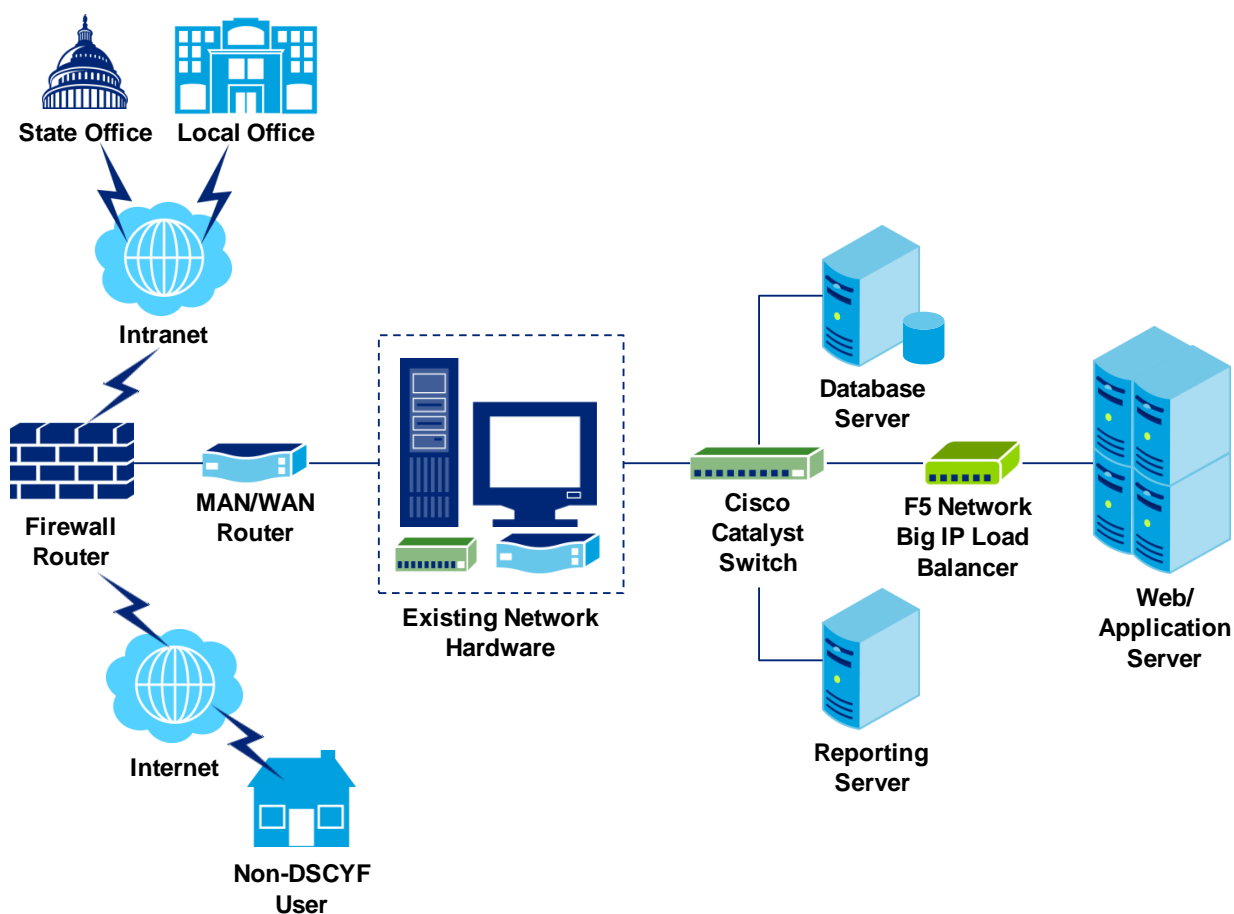 State Office
Local Office
Intranet
Firewall
Router
MAN/WAN
Router
Existing Network
Hardware
Cisco
Catalyst
Switch
Database
Server
F5 Network
Big IP Load
Balancer
Web/
Application
Server
Reporting
Server
Internet
Non-DSCYF
User